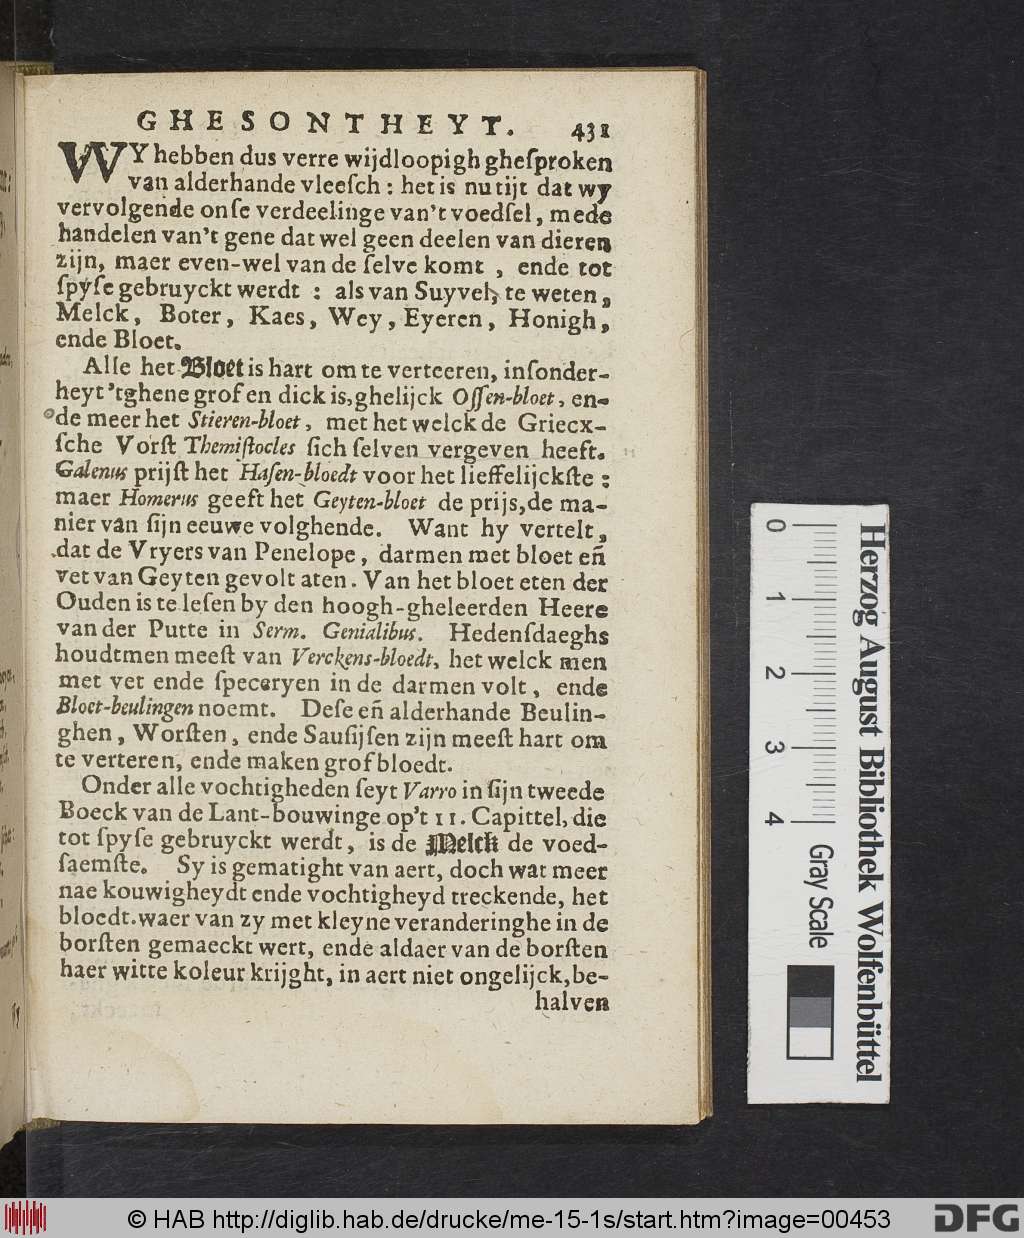 GHESONTHEYT. 431
WY hebben dus verre wijdloopigh gheſproken
van alderhande vleeſch : het is nu tijt dat wy
vervolgende onſe verdeelinge van't voedſel, mede
handelen van't gene dat wel geen deelen van dieren
zijn, maer even-wel van de ſelve komt , ende tot
ſpyſe gebruyckt werdt : als van Suyvel, te weten,
Melck, Boter, Kaes, Wey, Eyeren, Honigh,
ende Bloet.
Alle het Bloet is hart om te verteeren, inſonder-
heyt 'tghene grof en dick is, ghelijck Oſſen-bloet, en-
de meer het Stieren-bloet, met het welck de Griecx-
ſche Vorſt Themiſtocles ſich ſelven vergeven heeft.
Galenus prijſt het Haſen-bloedt voor het lieffelijckſte :
maer Homerus geeft het Geyten-bloet de prijs, de ma-
nier van ſijn eeuwe volghende. Want hy vertelt,
dat de Vryers van Penelope, darmen met bloet eñ
vet van Geyten gevolt aten. Van het bloet eten der
Ouden is te leſen by den hoogh-gheleerden Heere
van der Putte in Serm. Genialibus. Hedenſdaeghs
houdtmen meeſt van Verckens-bloedt, het welck men
met vet ende ſpeceryen in de darmen volt, ende
Bloet-beulingen noemt. Deſe eñ alderhande Beulin-
ghen, Worſten, ende Sauſijſen zijn meeſt hart om
te verteren, ende maken grof bloedt.
Onder alle vochtigheden ſeyt Varro in ſijn tweede
Boeck van de Lant-bouwinge op't 11. Capittel, die
tot ſpyſe gebruyckt werdt, is de Melck de voed-
ſaemſte. Sy is gematight van aert, doch wat meer
nae kouwigheydt ende vochtigheyd treckende, het
bloedt. waer van zy met kleyne veranderinghe in de
borſten gemaeckt wert, ende aldaer van de borſten
haer witte koleur krijght, in aert niet ongelijck, be-
halven
0 1 2 3 4
Gray Scale
Herzog August Bibliothek Wolfenbüttel
© HAB http://diglib.hab.de/drucke/me-15-1s/start.htm?image=00453
DFG